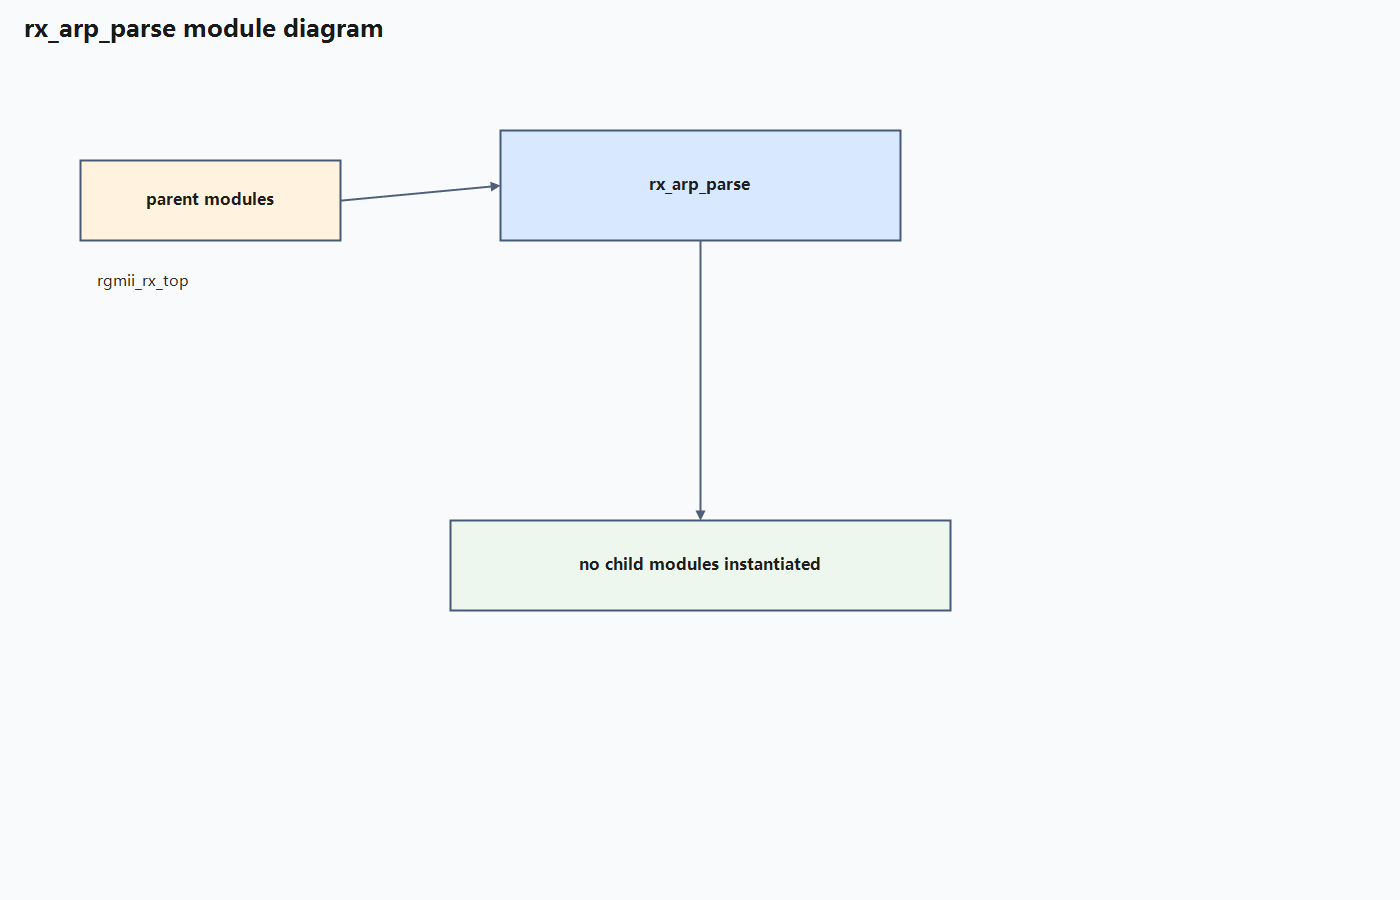 rx_arp_parse module diagram
rx_arp_parse
parent modules
rgmii_rx_top
no child modules instantiated